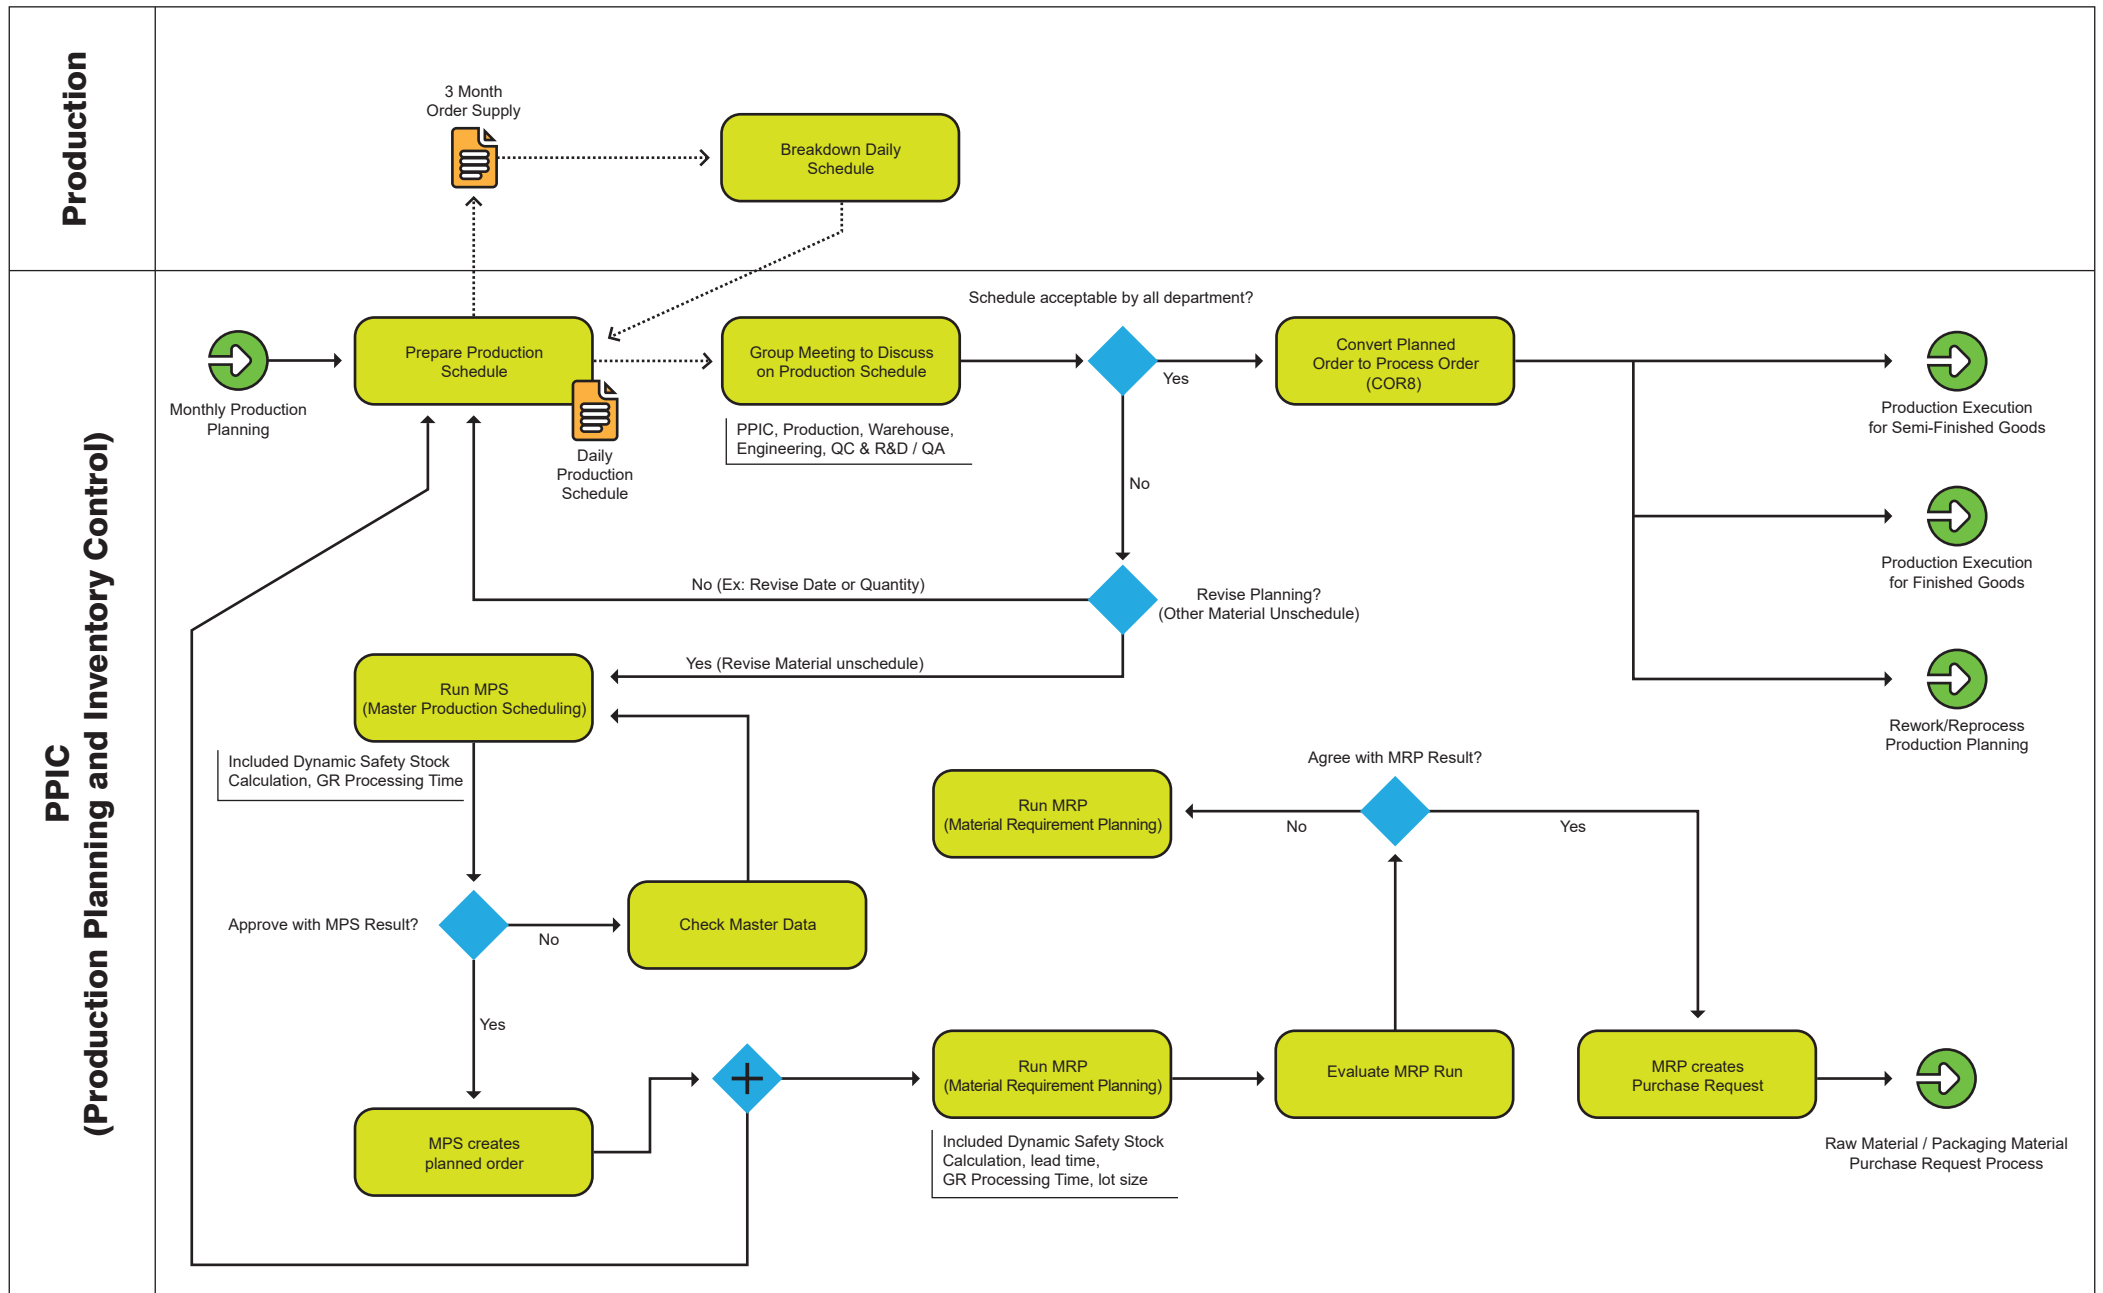 Production
3 Month
Order Supply
Breakdown Daily
Schedule
PPIC
(Production Planning and Inventory Control)
Schedule acceptable by all department?
Monthly Production
Planning
Prepare Production
Schedule
Daily
Production
Schedule
Group Meeting to Discuss
on Production Schedule
PPIC, Production, Warehouse,
Engineering, QC & R&D / QA
Yes
No
Convert Planned
Order to Process Order
(COR8)
Production Execution
for Semi-Finished Goods
Production Execution
for Finished Goods
Rework/Reprocess
Production Planning
No (Ex: Revise Date or Quantity)
Revise Planning?
(Other Material Unschedule)
Yes (Revise Material unschedule)
Run MPS
(Master Production Scheduling)
Included Dynamic Safety Stock
Calculation, GR Processing Time
Approve with MPS Result?
No
Check Master Data
Yes
MPS creates
planned order
Agree with MRP Result?
Run MRP
(Material Requirement Planning)
No
Yes
Run MRP
(Material Requirement Planning)
Included Dynamic Safety Stock
Calculation, lead time,
GR Processing Time, lot size
Evaluate MRP Run
MRP creates
Purchase Request
Raw Material / Packaging Material
Purchase Request Process